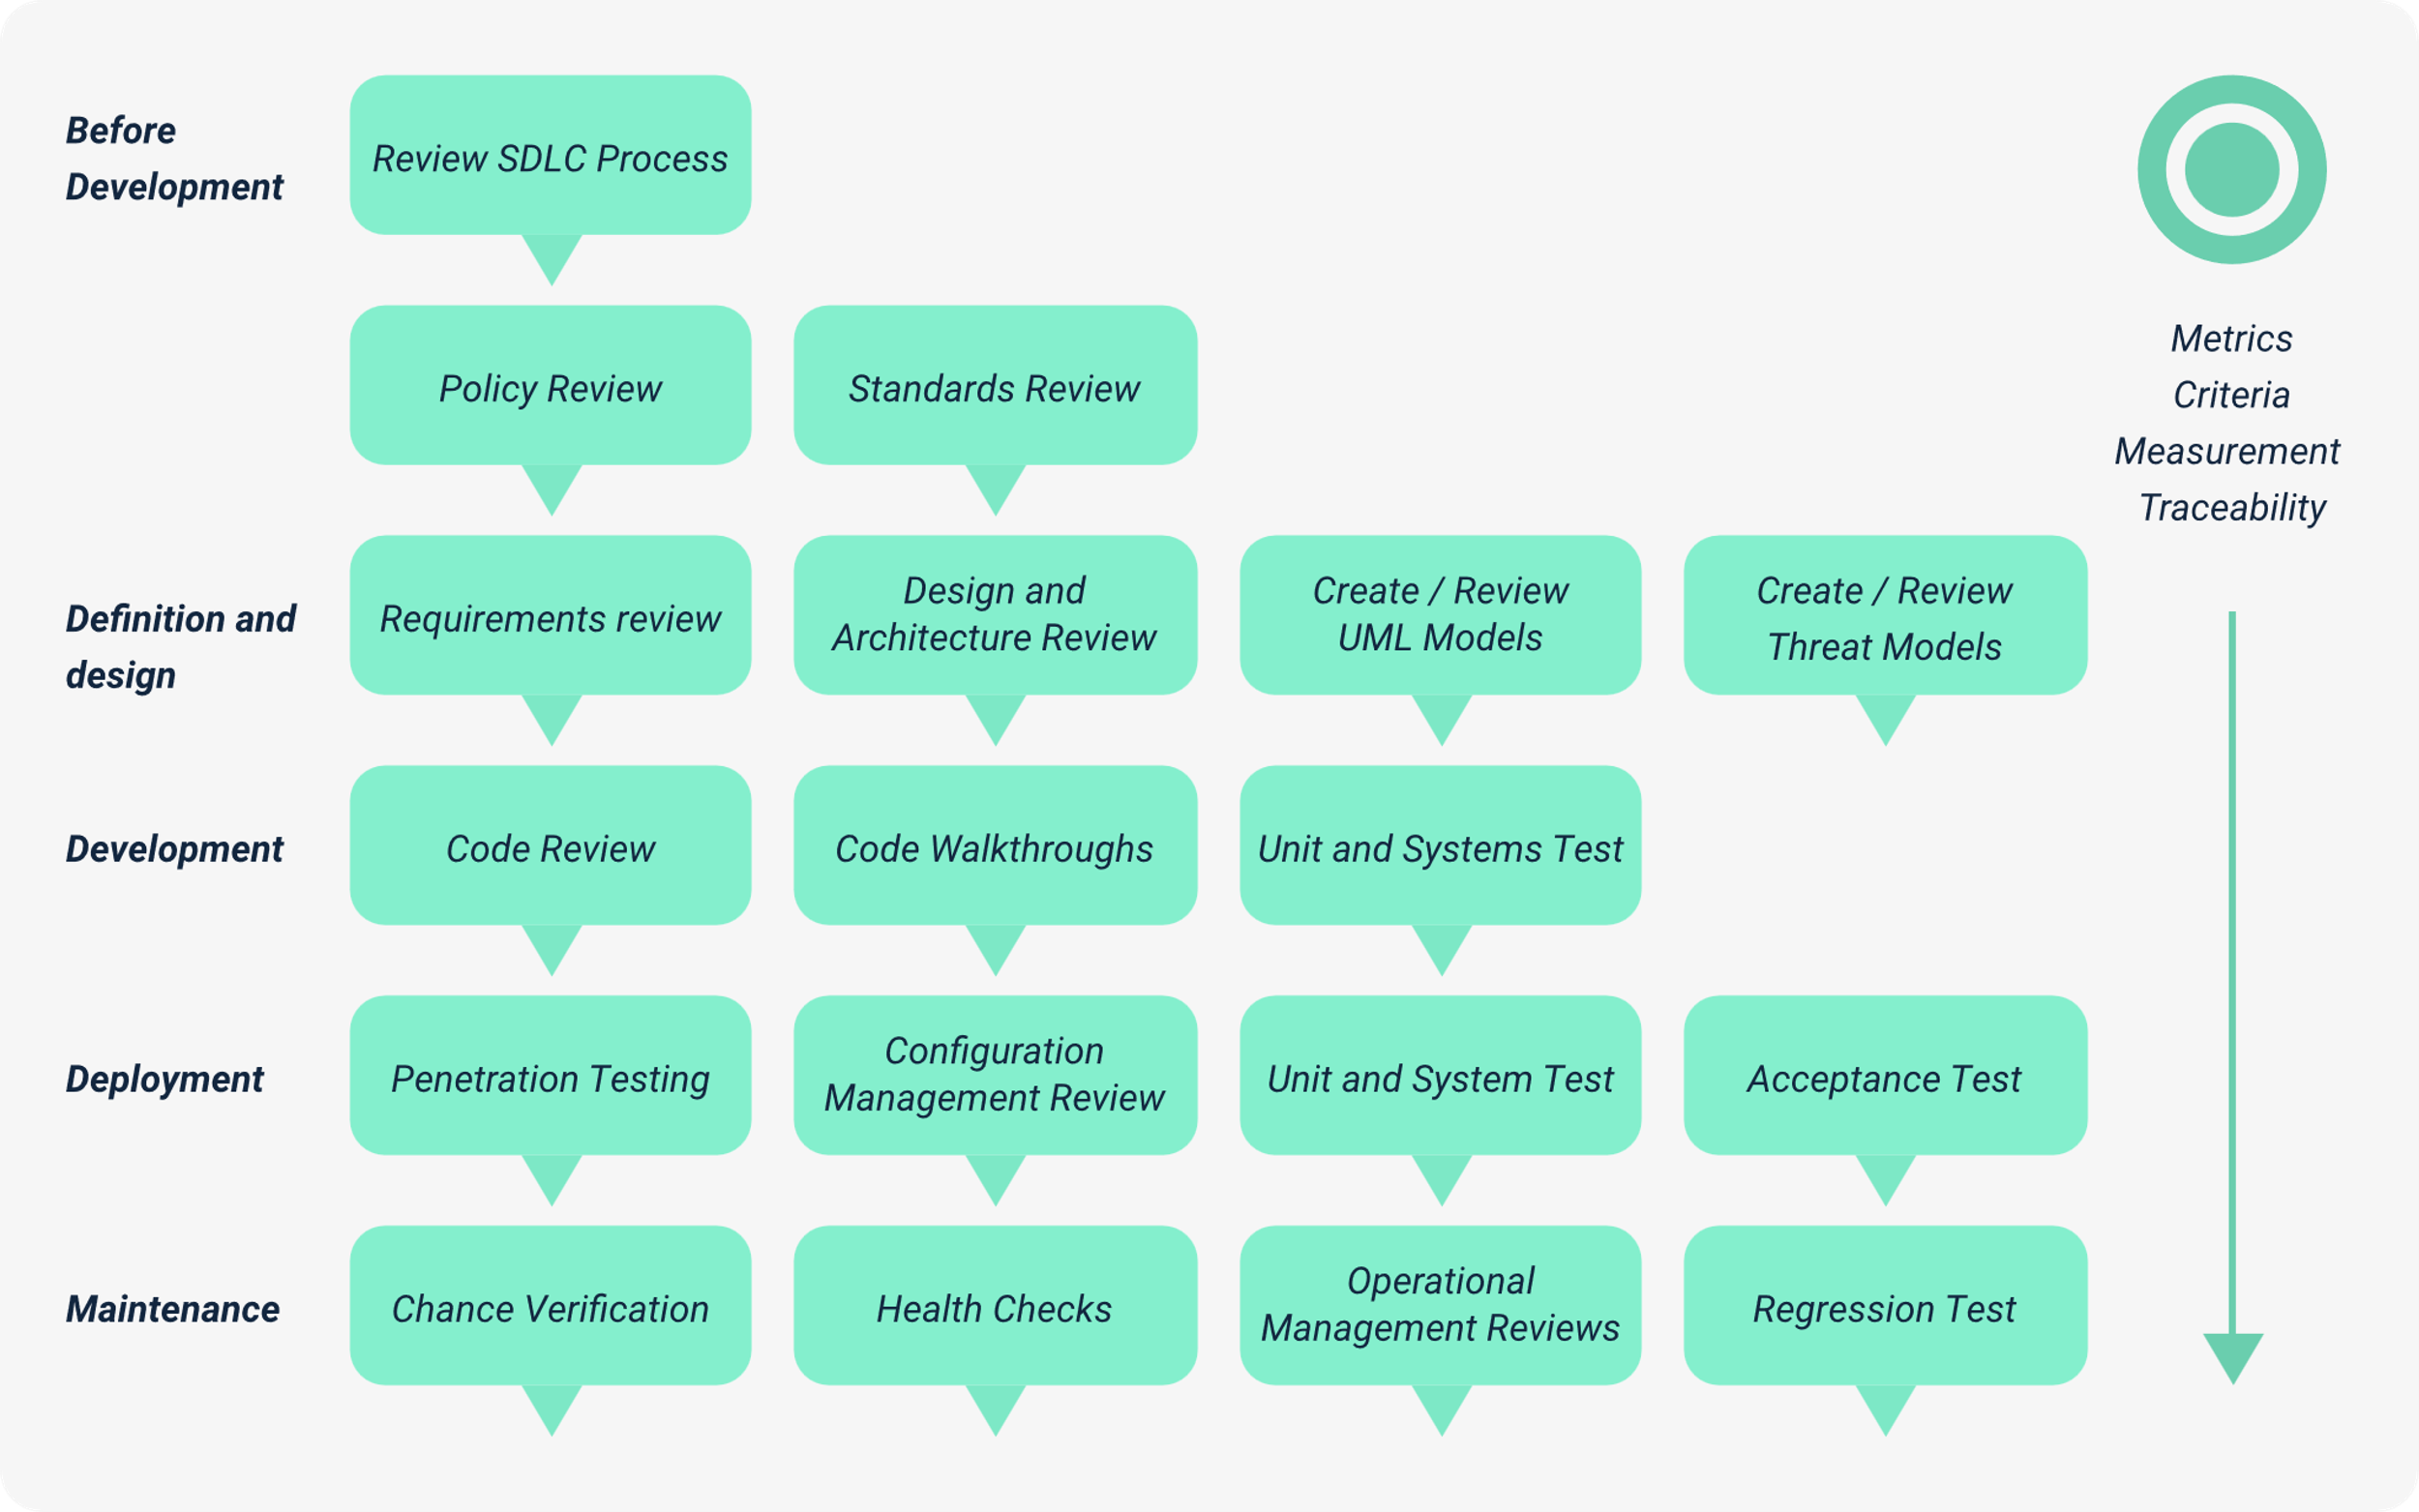 Before
Development
Review SDLC Process
Policy Review
Standards Review
Metrics
Criteria
Measurement
Traceability
Definition and
design
Requirements review
Design and
Architecture Review
Create / Review
UML Models
Create / Review
Threat Models
Development
Code Review
Code Walkthroughs
Unit and Systems Test
Deployment
Penetration Testing
Configuration
Management Review
Unit and System Test
Acceptance Test
Maintenance
Chance Verification
Health Checks
Operational
Management Reviews
Regression Test